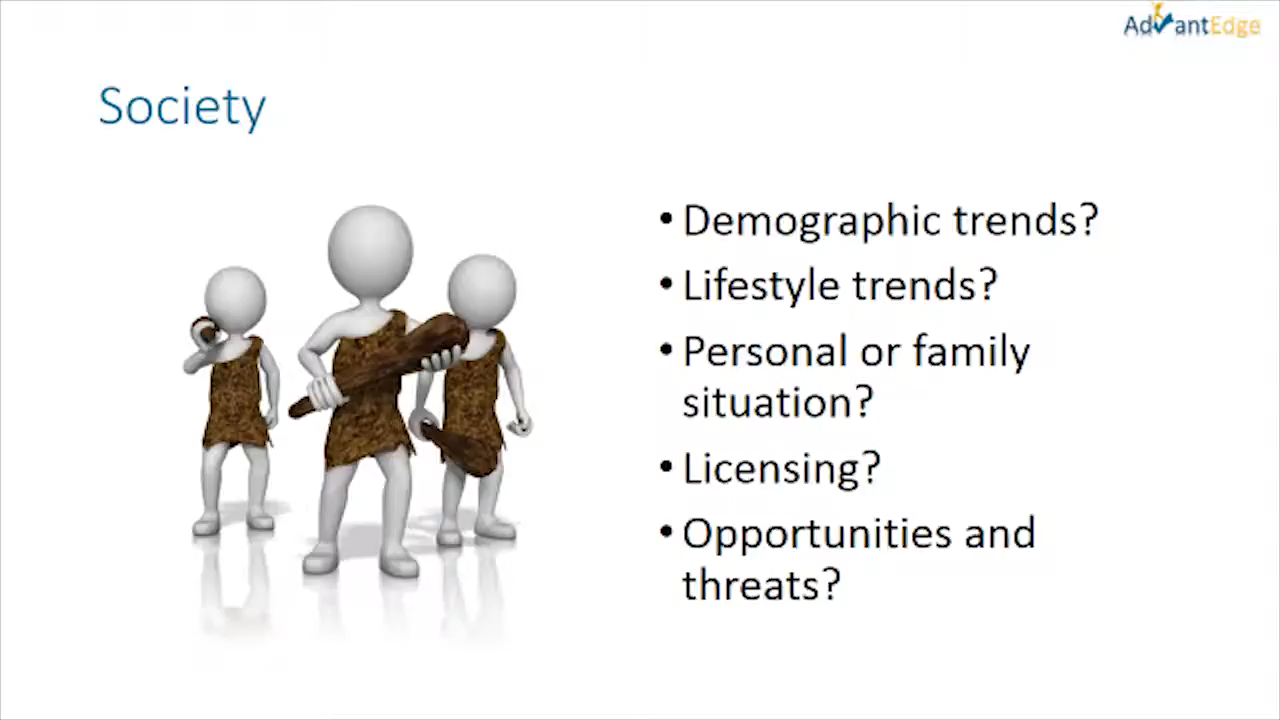 AdvantEdge
Society
• Demographic trends?
• Lifestyle trends?
• Personal or family
situation?
• Licensing?
• Opportunities and
threats?